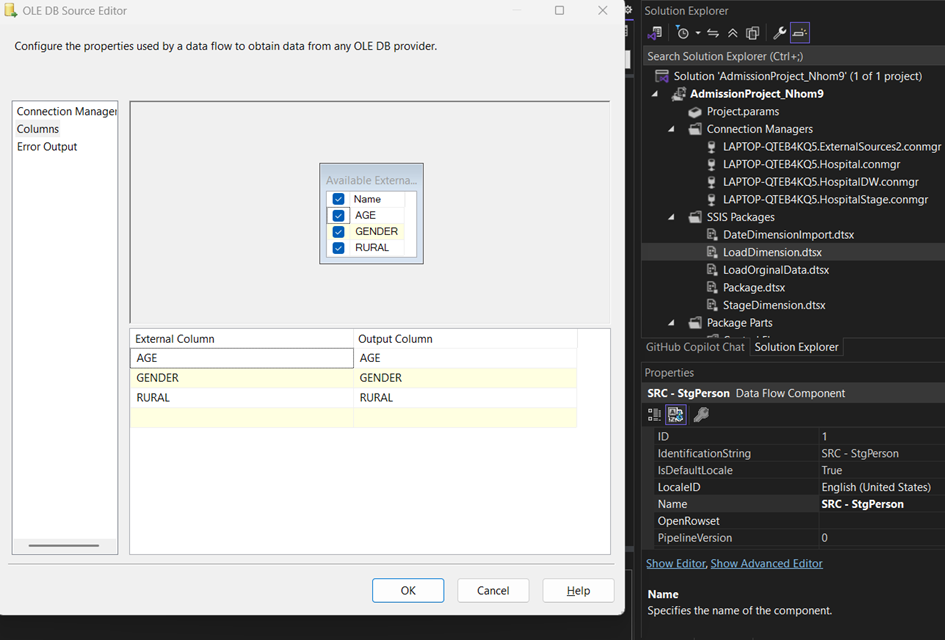 OLE DB Source Editor
Configure the properties used by a data flow to obtain data from any OLE DB provider.
Connection Manager
Columns
Error Output
Available Externa...
Name
AGE
GENDER
RURAL
External Column Output Column
AGE AGE
GENDER GENDER
RURAL RURAL
OK Cancel Help
Solution Explorer
Search Solution Explorer (Ctrl+;)
Solution 'AdmissionProject_Nhom9' (1 of 1 project)
AdmissionProject_Nhom9
Project.params
Connection Managers
LAPTOP-QTEB4KQ5.ExternalSources2.conmgr
LAPTOP-QTEB4KQ5.Hospital.conmgr
LAPTOP-QTEB4KQ5.HospitalDW.conmgr
LAPTOP-QTEB4KQ5.HospitalStage.conmgr
SSIS Packages
DateDimensionImport.dtsx
LoadDimension.dtsx
LoadOrginalData.dtsx
Package.dtsx
StageDimension.dtsx
Package Parts
GitHub Copilot Chat Solution Explorer
Properties
SRC - StgPerson Data Flow Component
ID 1
IdentificationString SRC - StgPerson
IsDefaultLocale True
LocaleID English (United States)
Name SRC - StgPerson
OpenRowset
PipelineVersion 0
Show Editor, Show Advanced Editor
Name
Specifies the name of the component.